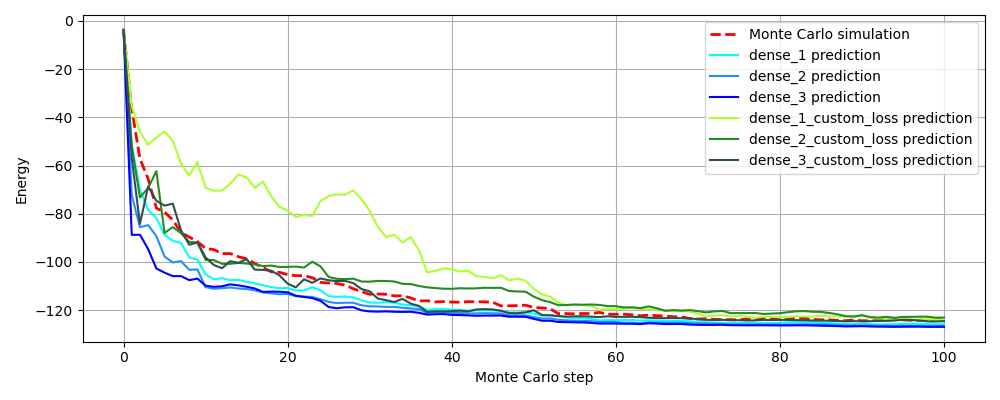 0
−20
−40
−60
−80
−100
−120
Energy
0
20
40
60
80
100
Monte Carlo step
Monte Carlo simulation
dense_1 prediction
dense_2 prediction
dense_3 prediction
dense_1_custom_loss prediction
dense_2_custom_loss prediction
dense_3_custom_loss prediction